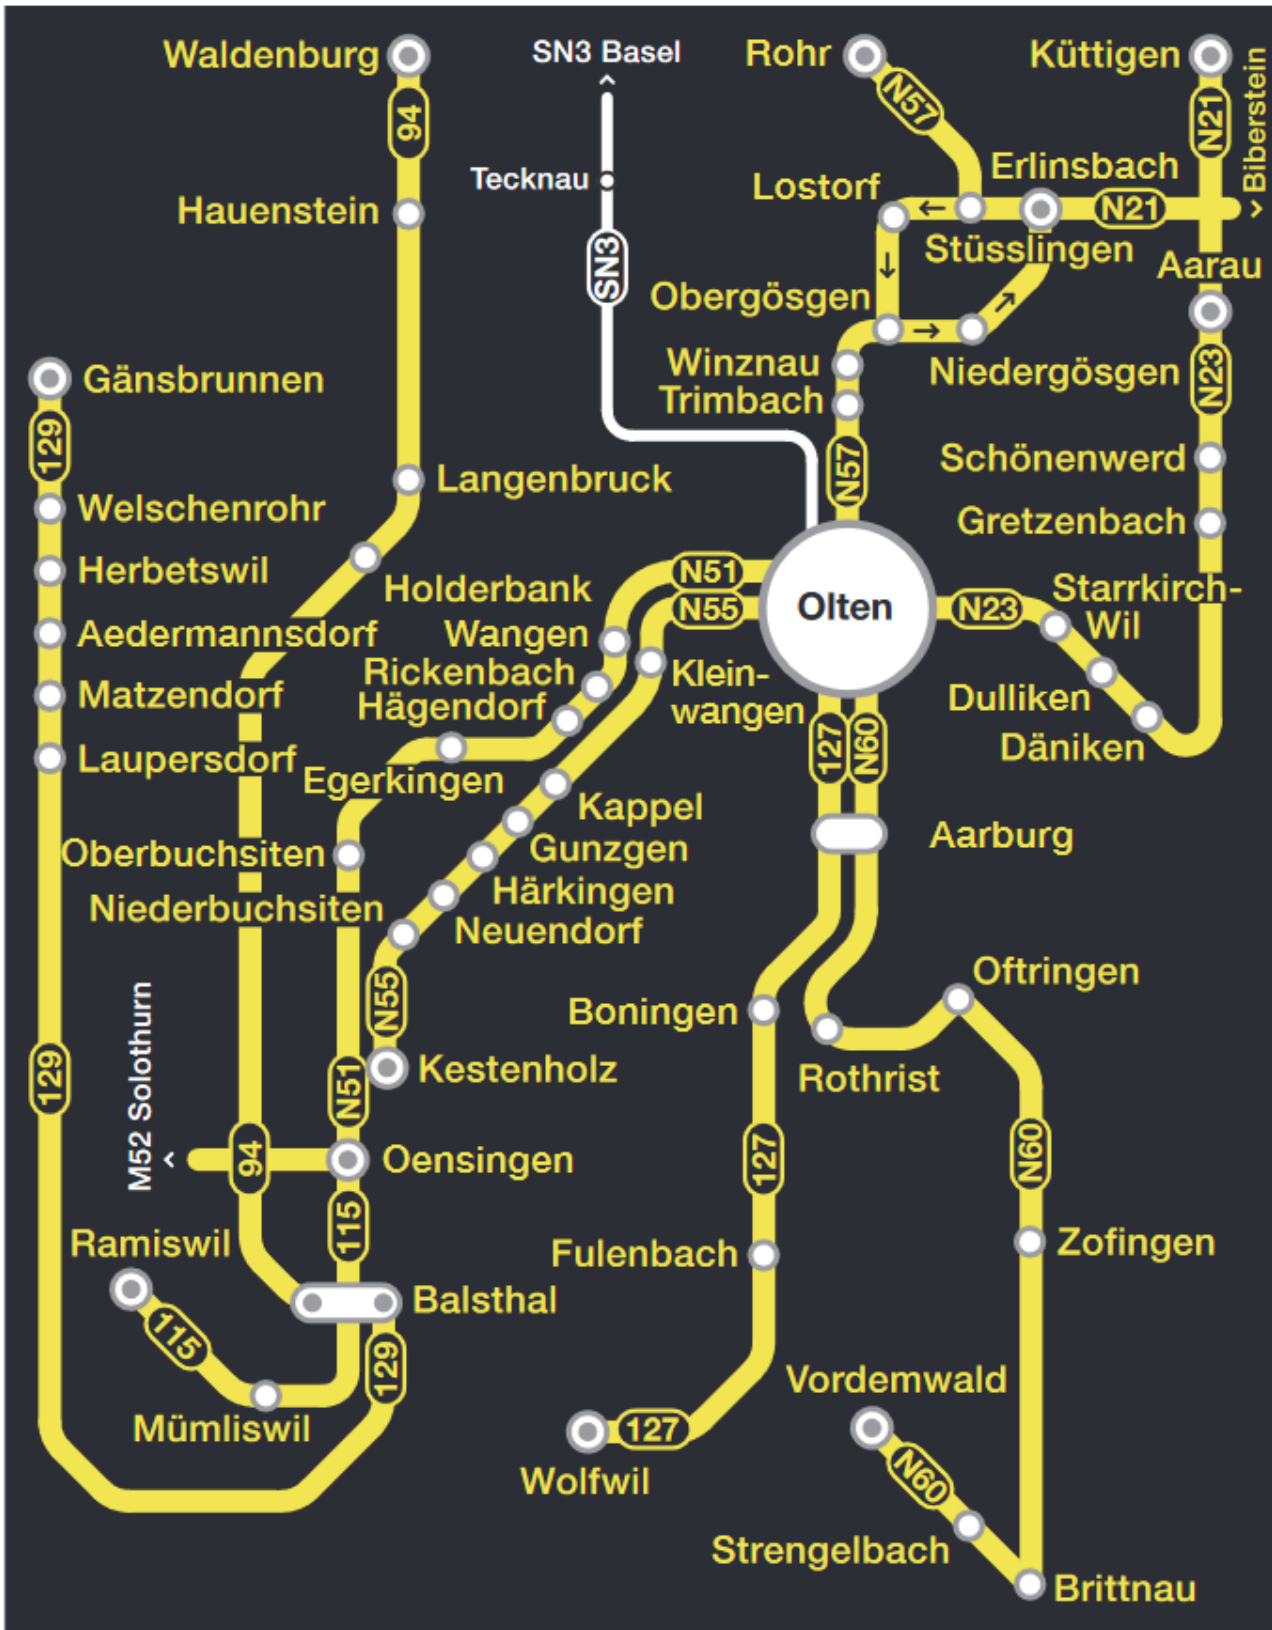 Waldenburg
SN3 Basel
Rohr
Küttigen
94
N57
N21
Biberstein
Tecknau
Erlinsbach
Lostorf
Hauenstein
N21
Stüsslingen
SN3
Aarau
Obergösgen
Winznau
Niedergösgen
N23
Gänsbrunnen
Trimbach
129
N57
Schönenwerd
Langenbruck
Welschenrohr
Gretzenbach
Herbetswil
Holderbank
N51
N55
Olten
N23
Starrkirch-
Wil
Aedermannsdorf
Wangen
Rickenbach
Klein-
wangen
Matzendorf
Hägendorf
Dulliken
Däniken
127
N60
Laupersdorf
Egerkingen
Kappel
Aarburg
Oberbuchsiten
Gunzgen
Härkingen
Niederbuchsiten
Neuendorf
Oftringen
N55
Boningen
M52 Solothurn
129
N51
Kestenholz
Rothrist
94
Oensingen
127
N60
115
Ramiswil
Fulenbach
Zofingen
Balsthal
115
129
Vordemwald
Mümliswil
127
Wolfwil
N60
Strengelbach
Brittnau